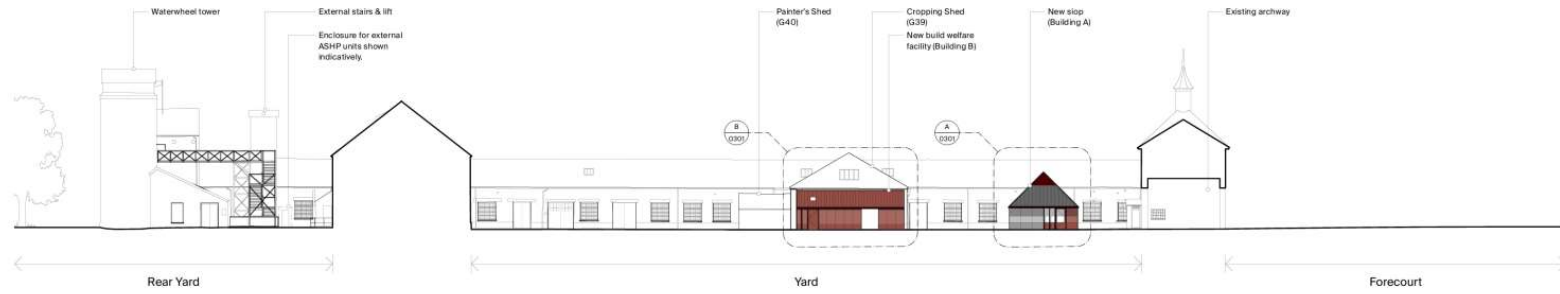 Waterwheel tower
External stairs & lift
Enclosure for external
ASHP units shown
indicatively.
Painter's Shed
(G40)
Cropping Shed
(G39)
New build welfare
facility (Building B)
New siop
(Building A)
Existing archway
B
0301
A
0301
Rear Yard
Yard
Forecourt